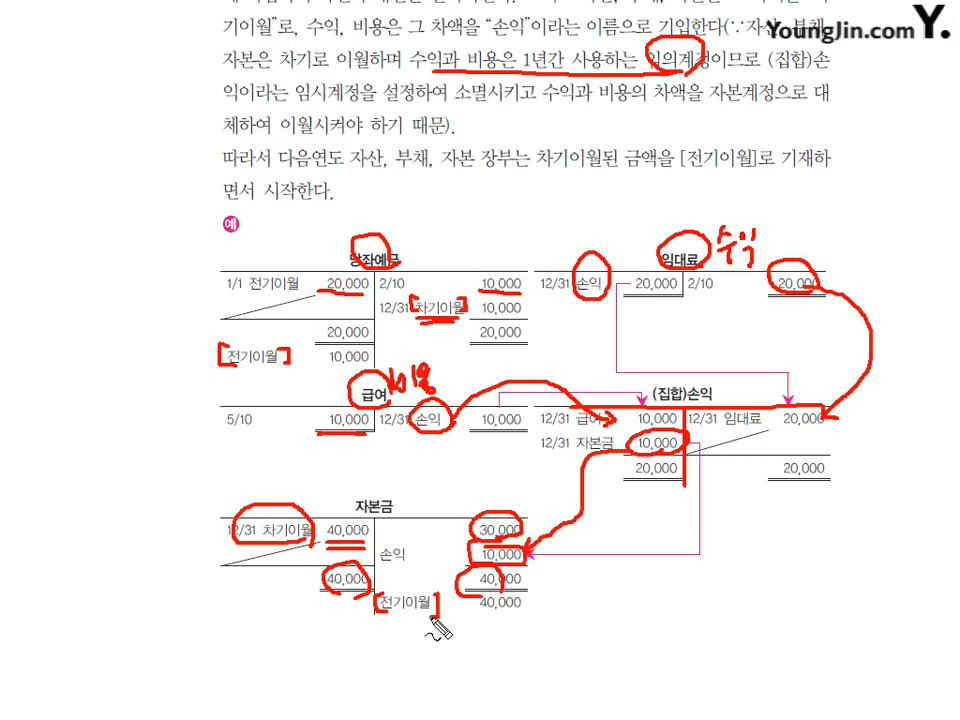 YoungJin.com Y.
기이월"로, 수익, 비용은 그 차액을 "손익"이라는 이름으로 기입한다(∵자산, 부채,
자본은 차기로 이월하며 수익과 비용은 1년간 사용하는 임의계정이므로 (집합)손
익이라는 임시계정을 설정하여 소멸시키고 수익과 비용의 차액을 자본계정으로 대
체하여 이월시켜야 하기 때문).
따라서 다음연도 자산, 부채, 자본 장부는 차기이월된 금액을 [전기이월]로 기재하
면서 시작한다.
예
당좌예금
1/1 전기이월 20,000 2/10 10,000
12/31 차기이월 10,000
20,000 20,000
전기이월 10,000
임대료 수익
12/31 손익 20,000 2/10 20,000
급여 비용
5/10 10,000 12/31 손익 10,000
(집합)손익
12/31 급여 10,000 12/31 임대료 20,000
12/31 자본금 10,000
20,000 20,000
자본금
12/31 차기이월 40,000 30,000
손익 10,000
40,000 40,000
전기이월 40,000